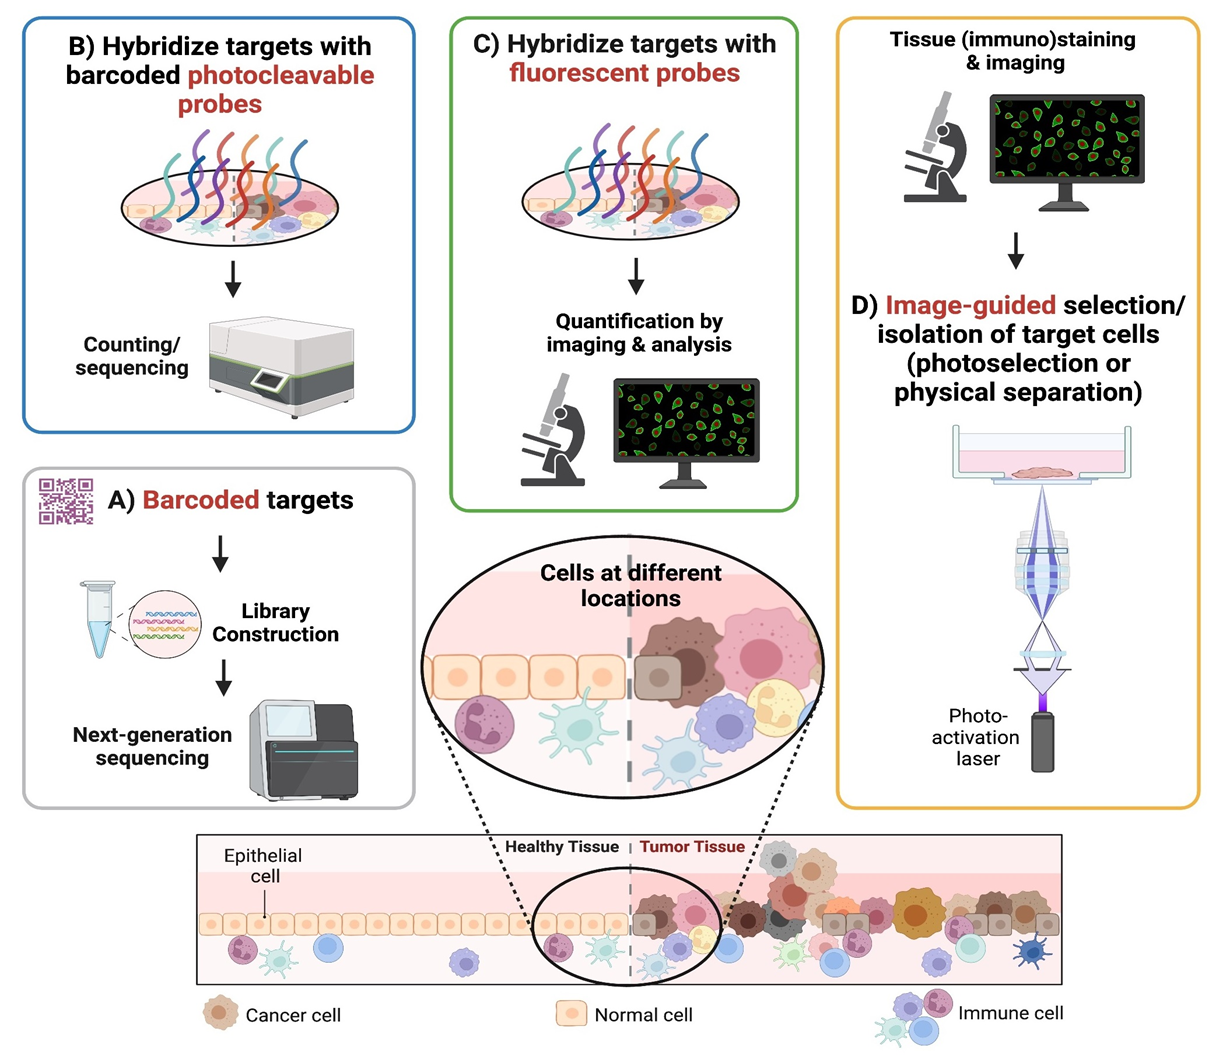 B) Hybridize targets with
barcoded photocleavable
probes
Counting/
sequencing
A) Barcoded targets
Library
Construction
Next-generation
sequencing
C) Hybridize targets with
fluorescent probes
Quantification by
imaging & analysis
Tissue (immuno)staining
& imaging
D) Image-guided selection/
isolation of target cells
(photoselection or
physical separation)
Photo-
activation
laser
Cells at different
locations
Healthy Tissue
Tumor Tissue
Epithelial
cell
Cancer cell
Normal cell
Immune cell